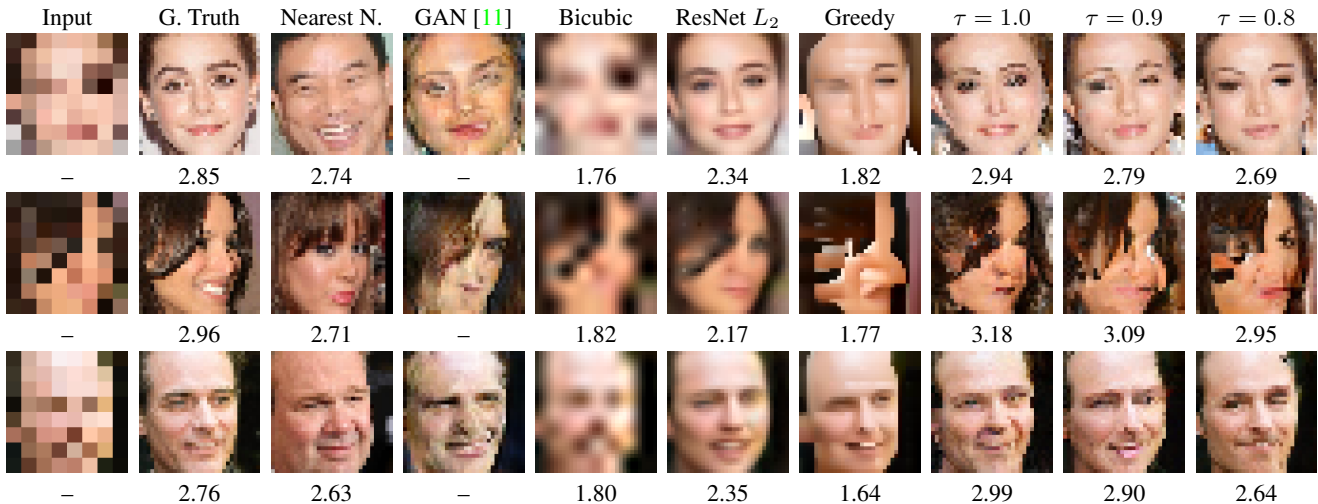 Input G. Truth Nearest N. GAN [11] Bicubic ResNet L₂ Greedy τ = 1.0 τ = 0.9 τ = 0.8
– 2.85 2.74 – 1.76 2.34 1.82 2.94 2.79 2.69
– 2.96 2.71 – 1.82 2.17 1.77 3.18 3.09 2.95
– 2.76 2.63 – 1.80 2.35 1.64 2.99 2.90 2.64